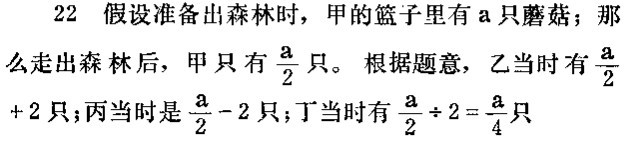 22 假设准备出森林时，甲的篮子里有 a 只蘑菇；那
么走出森林后，甲只有 a/2 只。根据题意，乙当时有 a/2
+2 只；丙当时是 a/2 - 2 只；丁当时有 a/2 ÷ 2 = a/4 只